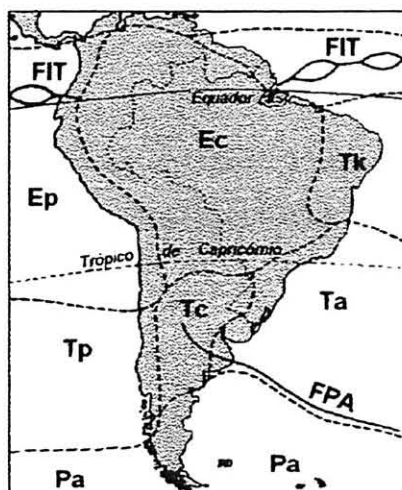 FIT
FIT
Equador
Ec
Tk
Ep
Trópico de Capricórnio
Ta
Tc
Tp
FPA
Pa
Pa